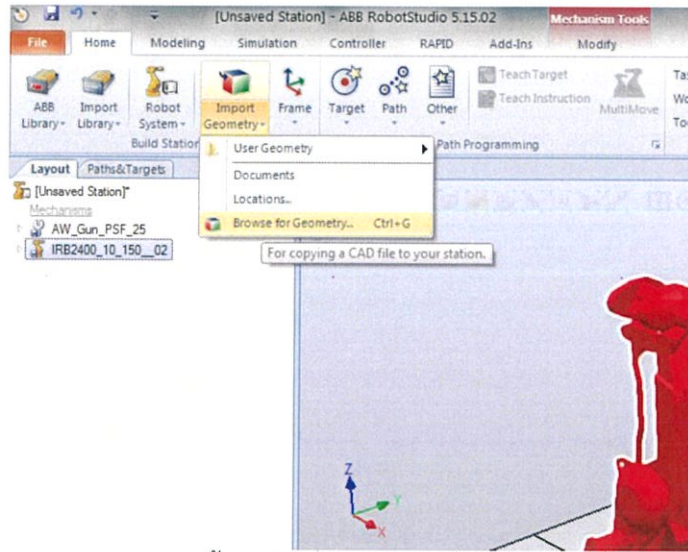 [Unsaved Station] - ABB RobotStudio 5.15.02
Mechanism Tools
File Home Modeling Simulation Controller RAPID Add-Ins Modify
ABB Library
Import Library
Robot System
Import Geometry
Frame
Target
Path
Other
Teach Target
Teach Instruction
MultiMove
Build Station
Path Programming
User Geometry
Documents
Locations..
Browse for Geometry.. Ctrl+G
For copying a CAD file to your station.
Layout Paths&Targets
[Unsaved Station]*
Mechanisms
AW_Gun_PSF_25
IRB2400_10_150__02
Z
Y
X